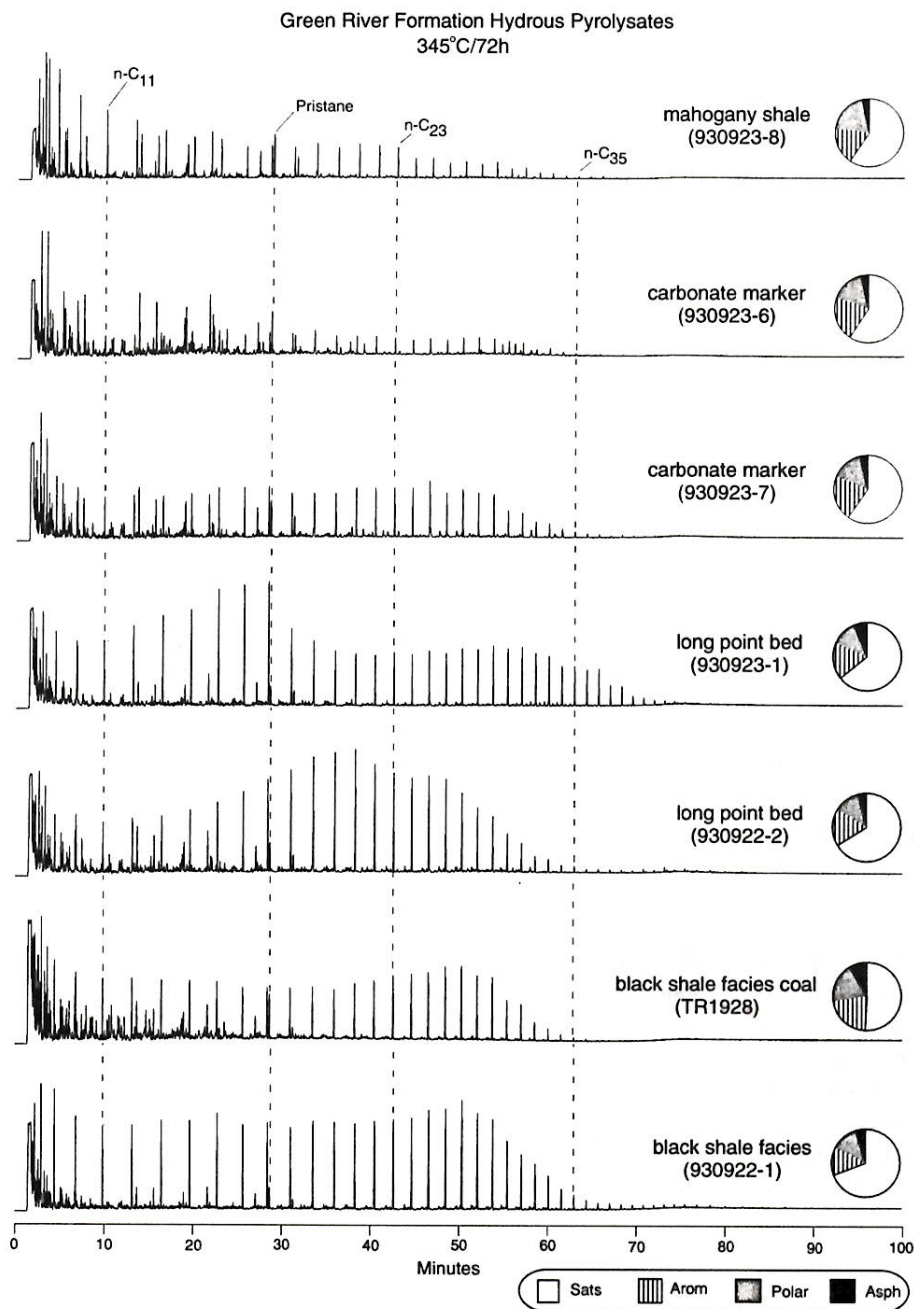 Green River Formation Hydrous Pyrolysates
345°C/72h
n-C11
Pristane
n-C23
n-C35
mahogany shale
(930923-8)
carbonate marker
(930923-6)
carbonate marker
(930923-7)
long point bed
(930923-1)
long point bed
(930922-2)
black shale facies coal
(TR1928)
black shale facies
(930922-1)
0 10 20 30 40 50 60 70 80 90 100
Minutes
Sats Arom Polar Asph